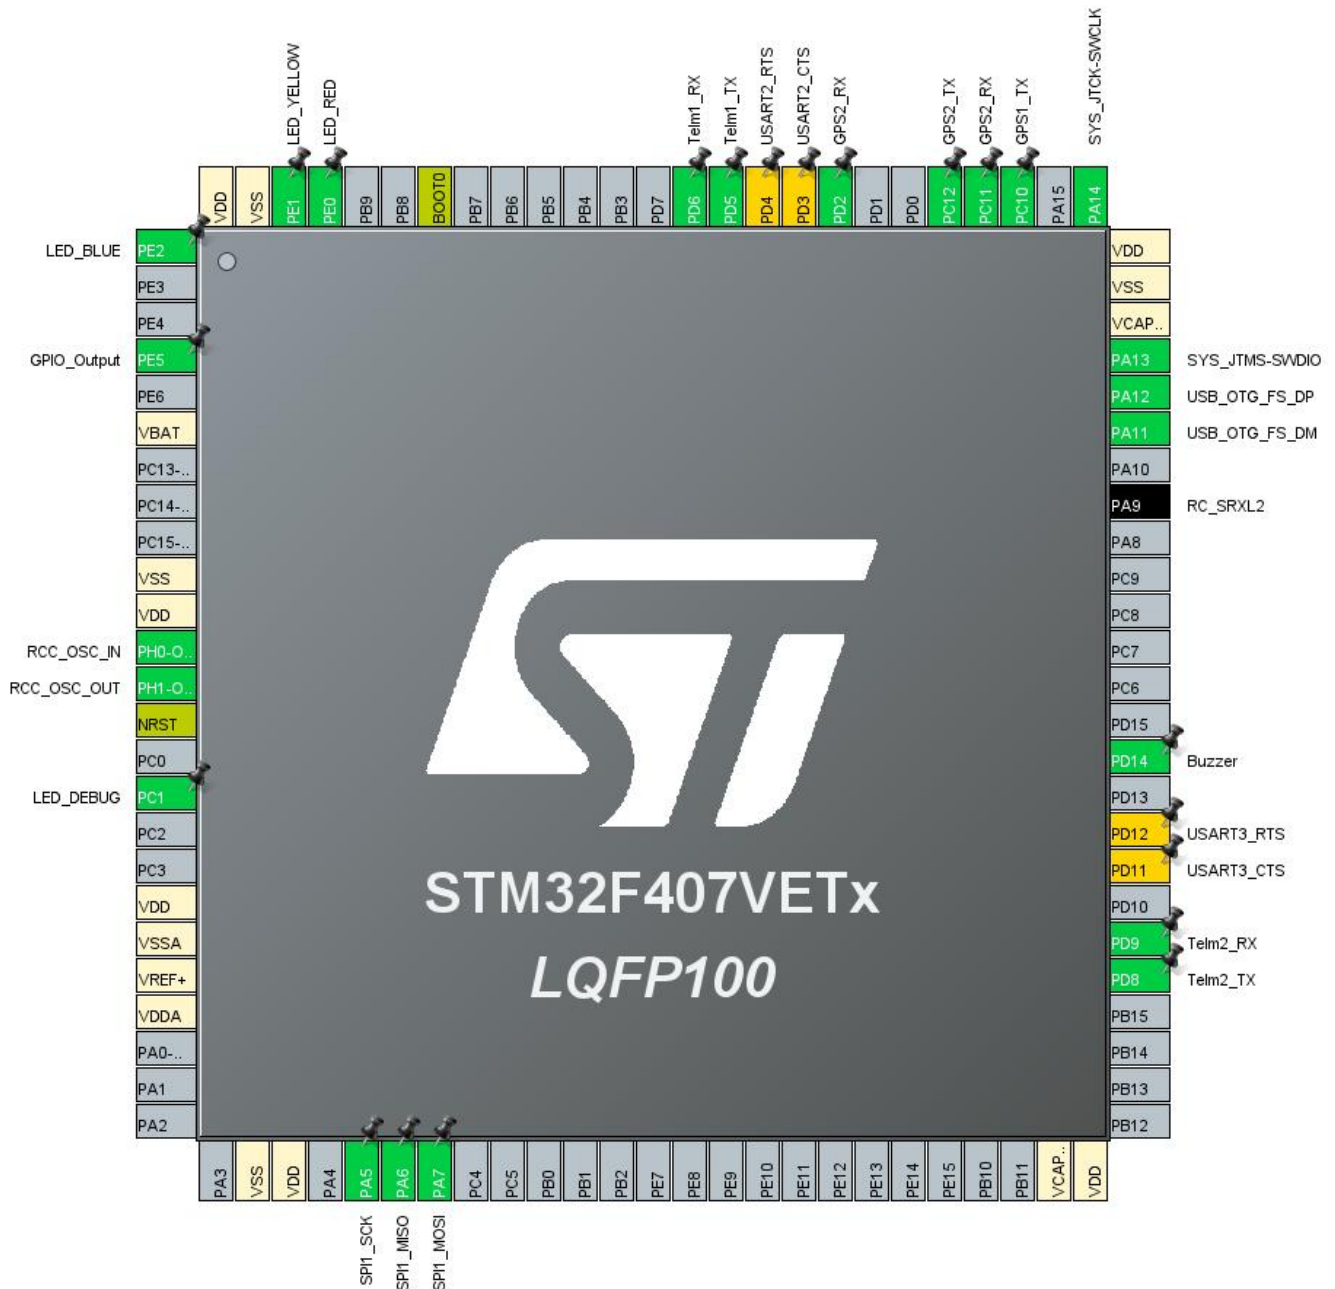 LED_YELLOW
LED_RED
Telm1_RX
Telm1_TX
USART2_RTS
USART2_CTS
GPS2_RX
GPS2_TX
GPS2_RX
GPS1_TX
SYS_JTCK-SWCLK
VDD
VSS
PE1
PE0
PB9
PB8
BOOT0
PB7
PB6
PB5
PB4
PB3
PD7
PD6
PD5
PD4
PD3
PD2
PD1
PD0
PC12
PC11
PC10
PA15
PA14
LED_BLUE PE2
PE3
PE4
GPIO_Output PE5
PE6
VBAT
PC13-..
PC14-..
PC15-..
VSS
VDD
RCC_OSC_IN PH0-O..
RCC_OSC_OUT PH1-O..
NRST
PC0
LED_DEBUG PC1
PC2
PC3
VDD
VSSA
VREF+
VDDA
PA0-..
PA1
PA2
ST
STM32F407VETx
LQFP100
VDD
VSS
VCAP..
PA13 SYS_JTMS-SWDIO
PA12 USB_OTG_FS_DP
PA11 USB_OTG_FS_DM
PA10
PA9 RC_SRXL2
PA8
PC9
PC8
PC7
PC6
PD15
PD14 Buzzer
PD13
PD12 USART3_RTS
PD11 USART3_CTS
PD10
PD9 Telm2_RX
PD8 Telm2_TX
PB15
PB14
PB13
PB12
PA3
VSS
VDD
PA4
PA5
PA6
PA7
PC4
PC5
PB0
PB1
PB2
PE7
PE8
PE9
PE10
PE11
PE12
PE13
PE14
PE15
PB10
PB11
VCAP..
VDD
SPI1_SCK
SPI1_MISO
SPI1_MOSI